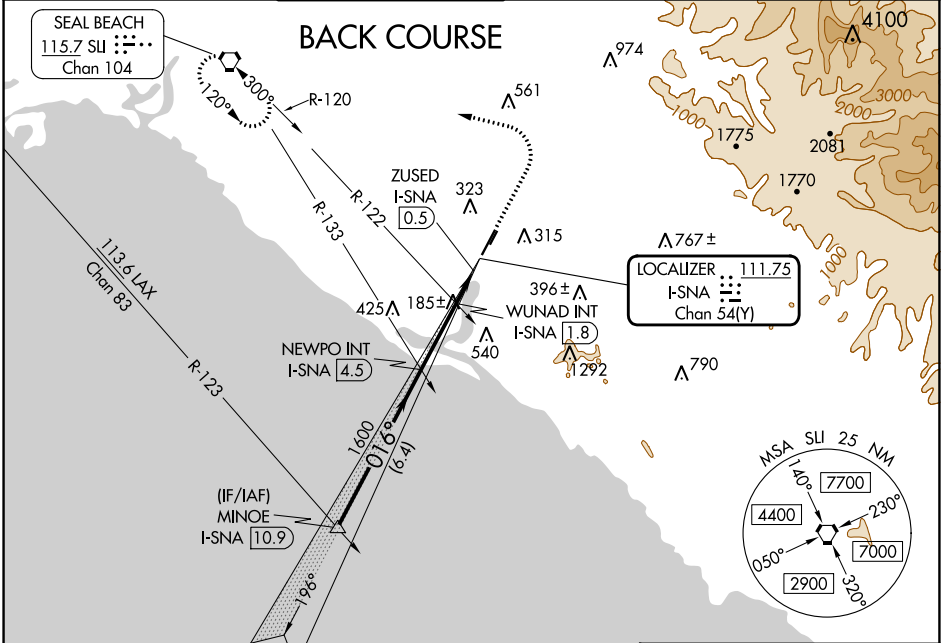 SEAL BEACH
115.7 SLI
Chan 104
BACK COURSE
4100
974
561
3000
2000
1000
1775
2081
1770
1000
300°
120°
R-120
ZUSED
I-SNA
0.5
323
315
767 ±
R-122
R-133
113.6 LAX
Chan 83
LOCALIZER 111.75
I-SNA
Chan 54(Y)
396 ±
185 ±
425
WUNAD INT
I-SNA 1.8
540
1292
790
NEWPO INT
I-SNA 4.5
R-123
1600
016°
(6.4)
(IF/IAF)
MINOE
I-SNA 10.9
196°
MSA SLI 25 NM
140°
7700
230°
4400
050°
7000
2900
320°